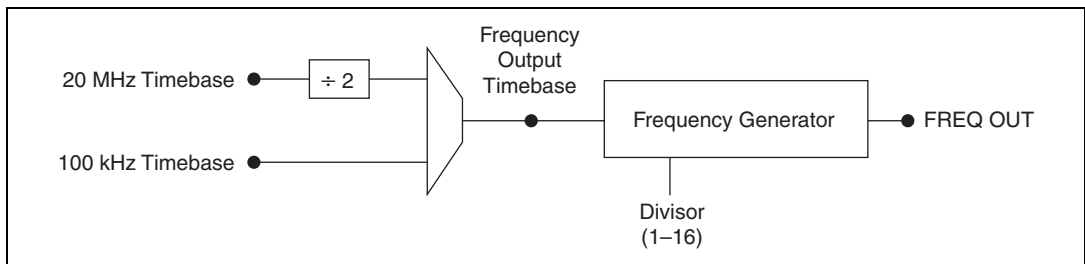 Frequency
Output
Timebase
20 MHz Timebase
÷ 2
Frequency Generator
FREQ OUT
100 kHz Timebase
Divisor
(1–16)